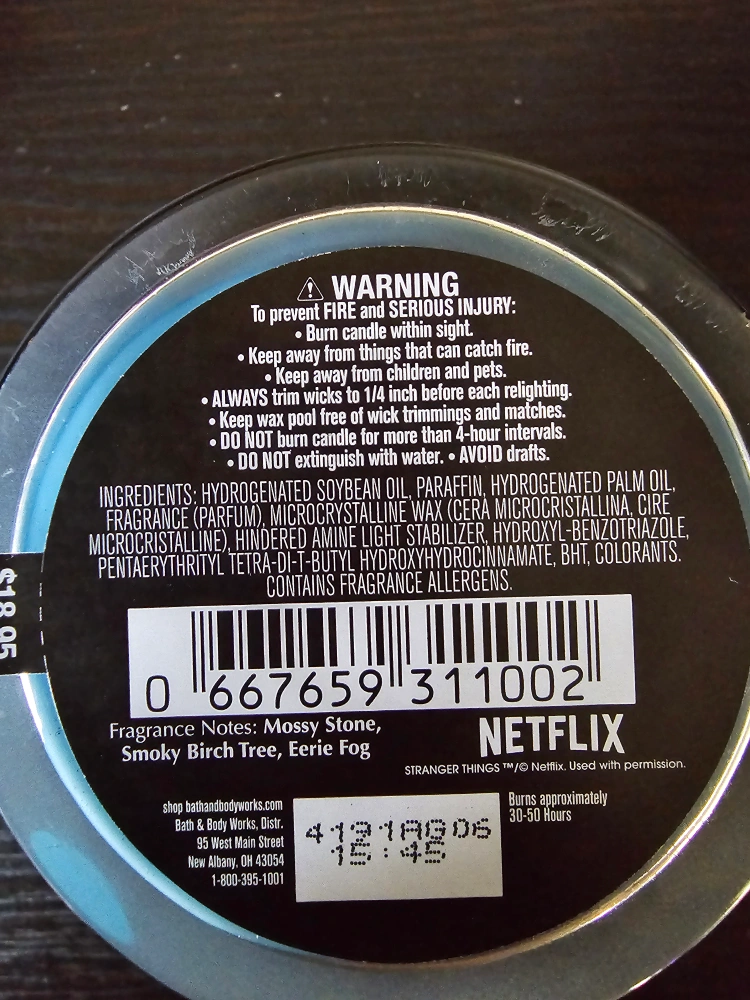 WARNING
To prevent FIRE and SERIOUS INJURY:
• Burn candle within sight.
• Keep away from things that can catch fire.
• Keep away from children and pets.
• ALWAYS trim wicks to 1/4 inch before each relighting.
• Keep wax pool free of wick trimmings and matches.
• DO NOT burn candle for more than 4-hour intervals.
• DO NOT extinguish with water. • AVOID drafts.
INGREDIENTS: HYDROGENATED SOYBEAN OIL, PARAFFIN, HYDROGENATED PALM OIL,
FRAGRANCE (PARFUM), MICROCRYSTALLINE WAX (CERA MICROCRISTALLINA, CIRE
MICROCRISTALLINE), HINDERED AMINE LIGHT STABILIZER, HYDROXYL-BENZOTRIAZOLE,
PENTAERYTHRITYL TETRA-DI-T-BUTYL HYDROXYHYDROCINNAMATE, BHT, COLORANTS.
CONTAINS FRAGRANCE ALLERGENS.
$18.95
0 667659 311002
Fragrance Notes: Mossy Stone,
Smoky Birch Tree, Eerie Fog
NETFLIX
STRANGER THINGS ™/© Netflix. Used with permission.
shop bathandbodyworks.com
Bath & Body Works, Distr.
95 West Main Street
New Albany, OH 43054
1-800-395-1001
4191AG06
15:45
Burns approximately
30-50 Hours